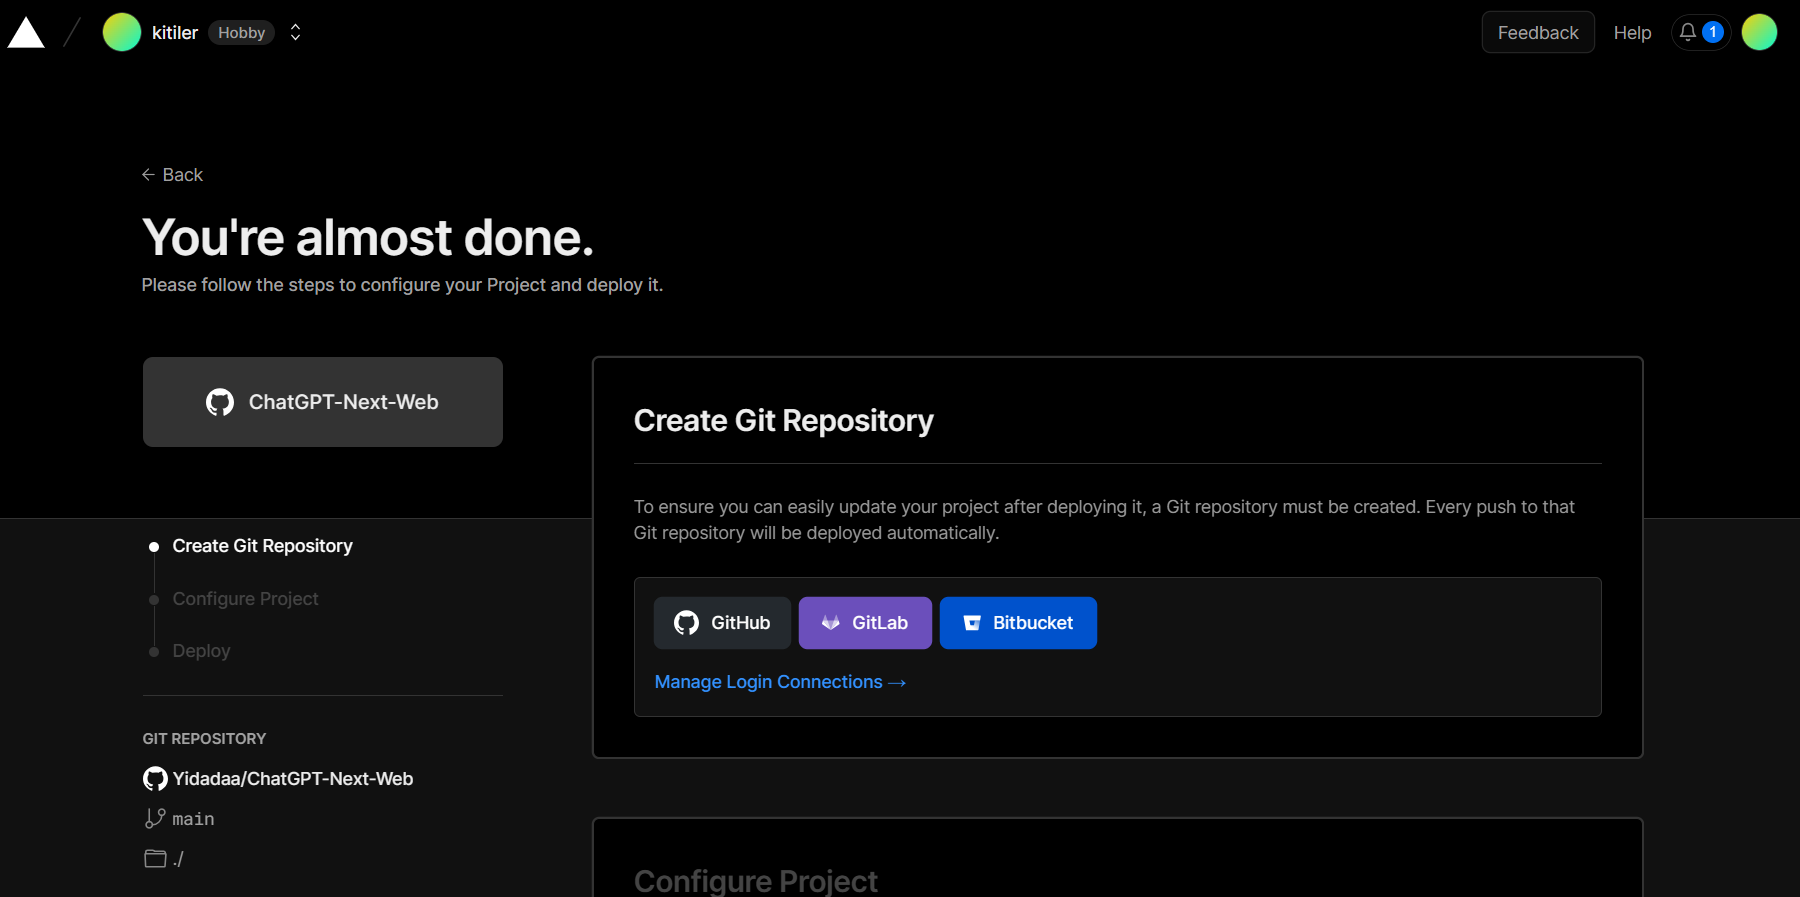 kitiler
Hobby
Feedback
Help
1
← Back
You're almost done.
Please follow the steps to configure your Project and deploy it.
ChatGPT-Next-Web
Create Git Repository
Configure Project
Deploy
GIT REPOSITORY
Yidadaa/ChatGPT-Next-Web
main
./
Create Git Repository
To ensure you can easily update your project after deploying it, a Git repository must be created. Every push to that
Git repository will be deployed automatically.
GitHub
GitLab
Bitbucket
Manage Login Connections →
Configure Project